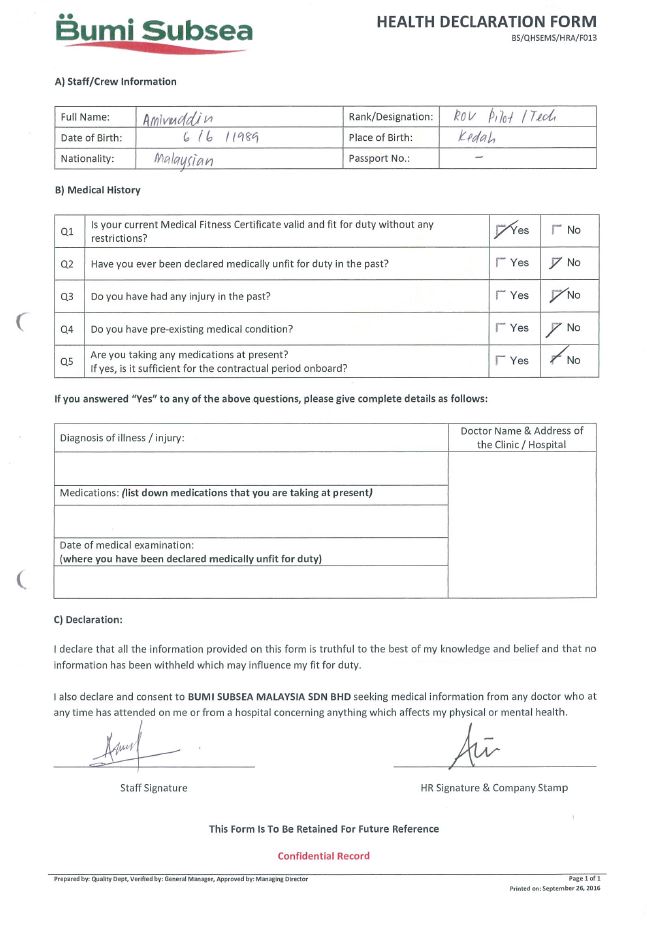 Bumi Subsea
HEALTH DECLARATION FORM
BS/QHSEMS/HRA/F013
A) Staff/Crew Information
Full Name: Amiruddin Rank/Designation: ROV Pilot / Tech
Date of Birth: 6 / 6 / 1989 Place of Birth: Kedah
Nationality: Malaysian Passport No.: –
B) Medical History
Q1 Is your current Medical Fitness Certificate valid and fit for duty without any restrictions? Yes No
Q2 Have you ever been declared medically unfit for duty in the past? Yes No
Q3 Do you have had any injury in the past? Yes No
Q4 Do you have pre-existing medical condition? Yes No
Q5 Are you taking any medications at present?
If yes, is it sufficient for the contractual period onboard? Yes No
If you answered "Yes" to any of the above questions, please give complete details as follows:
Diagnosis of illness / injury: Doctor Name & Address of
the Clinic / Hospital
Medications: (list down medications that you are taking at present)
Date of medical examination:
(where you have been declared medically unfit for duty)
C) Declaration:
I declare that all the information provided on this form is truthful to the best of my knowledge and belief and that no
information has been withheld which may influence my fit for duty.
I also declare and consent to BUMI SUBSEA MALAYSIA SDN BHD seeking medical information from any doctor who at
any time has attended on me or from a hospital concerning anything which affects my physical or mental health.
Staff Signature HR Signature & Company Stamp
This Form Is To Be Retained For Future Reference
Confidential Record
Prepared by: Quality Dept, Verified by: General Manager, Approved by: Managing Director Page 1 of 1
Printed on: September 26, 2016